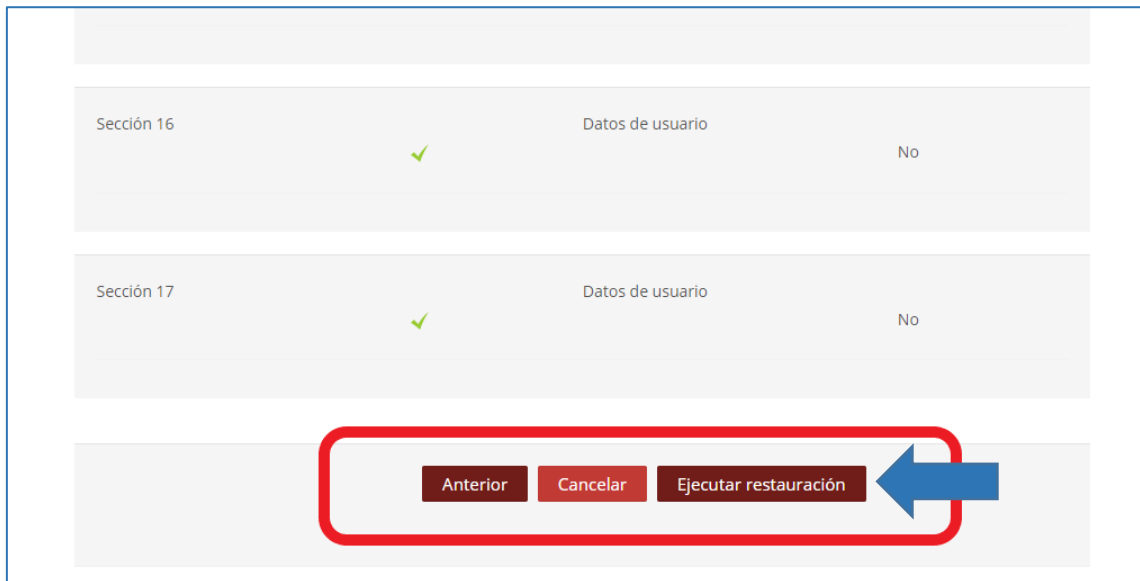 Sección 16 Datos de usuario
No
Sección 17 Datos de usuario
No
Anterior Cancelar Ejecutar restauración